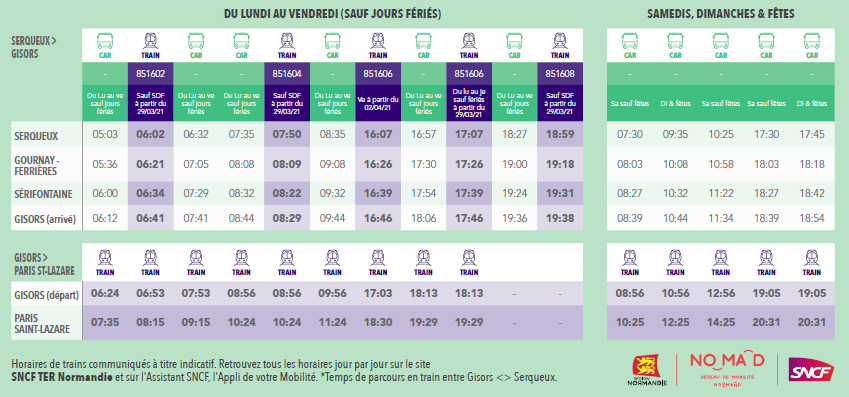 DU LUNDI AU VENDREDI (SAUF JOURS FÉRIÉS)
SAMEDIS, DIMANCHES & FÊTES
SERQUEUX >
GISORS
CAR TRAIN CAR CAR TRAIN CAR TRAIN CAR TRAIN CAR TRAIN CAR CAR CAR CAR CAR
- 851602 - - 851604 - 851606 - 851606 - 851608 - - - - -
Du Lu au ve sauf jours fériés
Sauf SDF à partir du 29/03/21
Du Lu au ve sauf jours fériés
Du Lu au ve sauf jours fériés
Sauf SDF à partir du 29/03/21
Du Lu au ve sauf jours fériés
Ve à partir du 02/04/21
Du Lu au ve sauf jours fériés
Du lu au je sauf fériés à partir du 29/03/21
Du Lu au ve sauf jours fériés
Sauf SDF à partir du 29/03/21
Sa sauf fêtes
Di & fêtes
Sa sauf fêtes
Sa sauf fêtes
Di & fêtes
SERQUEUX 05:03 06:02 06:32 07:35 07:50 08:35 16:07 16:57 17:07 18:27 18:59 07:30 09:35 10:25 17:30 17:45
GOURNAY - FERRIÈRES 05:36 06:21 07:05 08:08 08:09 09:08 16:26 17:30 17:26 19:00 19:18 08:03 10:08 10:58 18:03 18:18
SÉRIFONTAINE 06:00 06:34 07:29 08:32 08:22 09:32 16:39 17:54 17:39 19:24 19:31 08:27 10:32 11:22 18:27 18:42
GISORS (arrivé) 06:12 06:41 07:41 08:44 08:29 09:44 16:46 18:06 17:46 19:36 19:38 08:39 10:44 11:34 18:39 18:54
GISORS >
PARIS ST-LAZARE
TRAIN TRAIN TRAIN TRAIN TRAIN TRAIN TRAIN TRAIN TRAIN TRAIN TRAIN TRAIN TRAIN TRAIN
GISORS (départ) 06:24 06:53 07:53 08:56 08:56 09:56 17:03 18:13 18:13 - - 08:56 10:56 12:56 19:05 19:05
PARIS SAINT-LAZARE 07:35 08:15 09:15 10:24 10:24 11:24 18:30 19:29 19:29 - - 10:25 12:25 14:25 20:31 20:31
Horaires de trains communiqués à titre indicatif. Retrouvez tous les horaires jour par jour sur le site
SNCF TER Normandie et sur l'Assistant SNCF, l'Appli de votre Mobilité. *Temps de parcours en train entre Gisors <> Serqueux.
RÉGION
NORMANDIE
NOMAD
RÉSEAU DE MOBILITÉ
NORMAND
SNCF